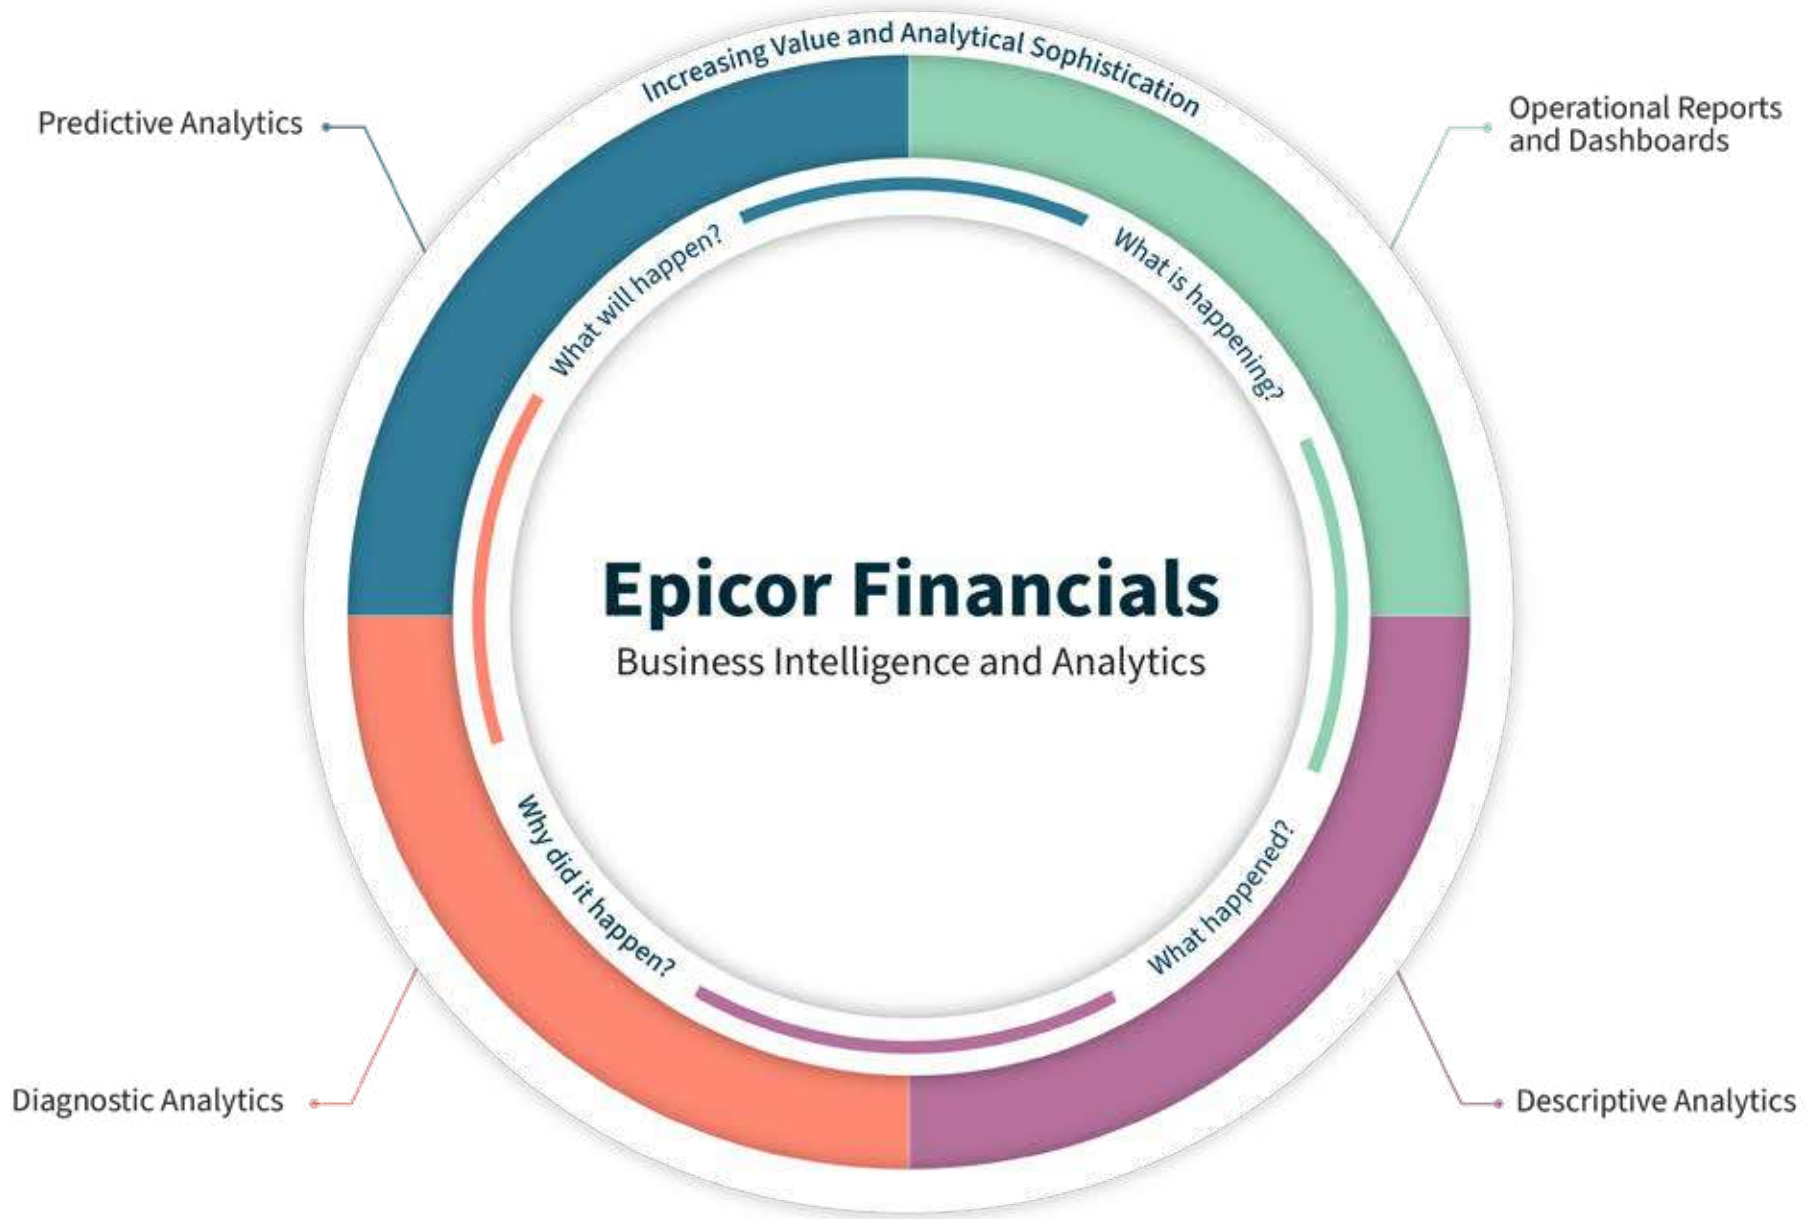 Increasing Value and Analytical Sophistication
Predictive Analytics
Operational Reports
and Dashboards
What will happen?
What is happening?
Epicor Financials
Business Intelligence and Analytics
Why did it happen?
What happened?
Diagnostic Analytics
Descriptive Analytics